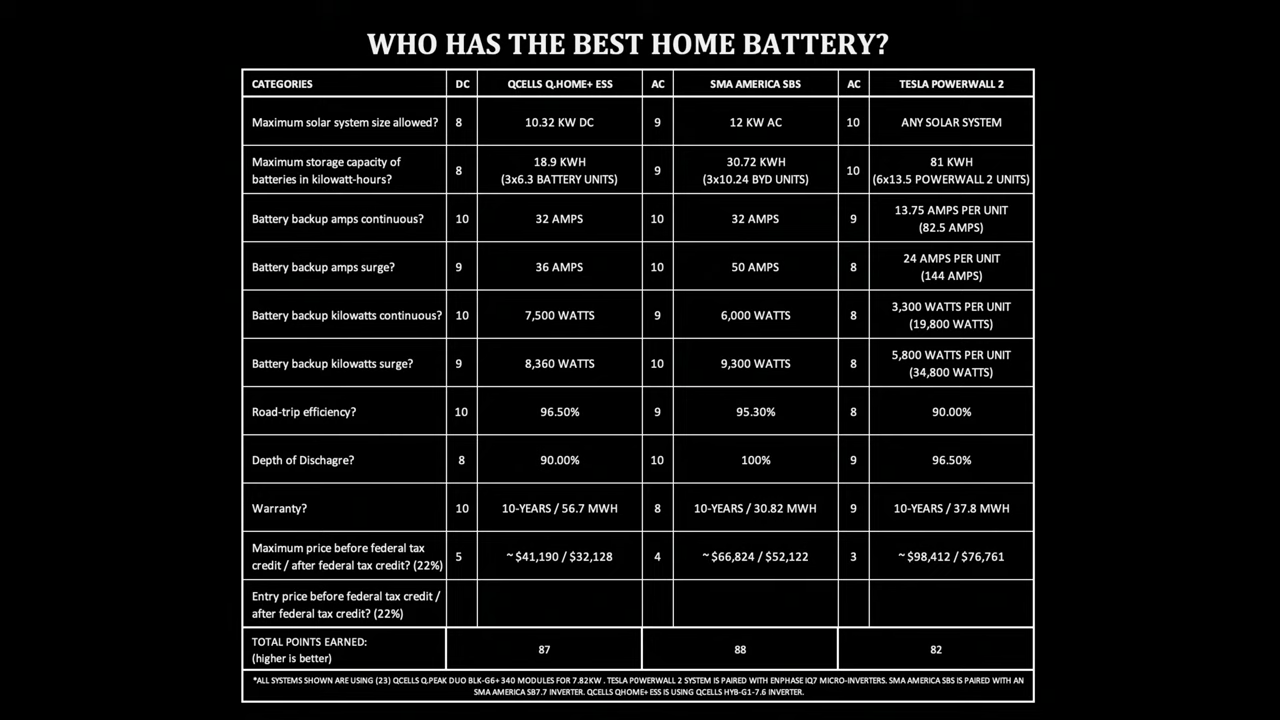 WHO HAS THE BEST HOME BATTERY?
CATEGORIES DC QCELLS Q.HOME+ ESS AC SMA AMERICA SBS AC TESLA POWERWALL 2
Maximum solar system size allowed? 8 10.32 KW DC 9 12 KW AC 10 ANY SOLAR SYSTEM
Maximum storage capacity of
batteries in kilowatt-hours?
8
18.9 KWH
(3x6.3 BATTERY UNITS)
9
30.72 KWH
(3x10.24 BYD UNITS)
10
81 KWH
(6x13.5 POWERWALL 2 UNITS)
Battery backup amps continuous? 10 32 AMPS 10 32 AMPS 9
13.75 AMPS PER UNIT
(82.5 AMPS)
Battery backup amps surge? 9 36 AMPS 10 50 AMPS 8
24 AMPS PER UNIT
(144 AMPS)
Battery backup kilowatts continuous? 10 7,500 WATTS 9 6,000 WATTS 8
3,300 WATTS PER UNIT
(19,800 WATTS)
Battery backup kilowatts surge? 9 8,360 WATTS 10 9,300 WATTS 8
5,800 WATTS PER UNIT
(34,800 WATTS)
Road-trip efficiency? 10 96.50% 9 95.30% 8 90.00%
Depth of Dischagre? 8 90.00% 10 100% 9 96.50%
Warranty? 10 10-YEARS / 56.7 MWH 8 10-YEARS / 30.82 MWH 9 10-YEARS / 37.8 MWH
Maximum price before federal tax
credit / after federal tax credit? (22%)
5 ~ $41,190 / $32,128 4 ~ $66,824 / $52,122 3 ~ $98,412 / $76,761
Entry price before federal tax credit /
after federal tax credit? (22%)
TOTAL POINTS EARNED:
(higher is better)
87 88 82
*ALL SYSTEMS SHOWN ARE USING (23) QCELLS Q.PEAK DUO BLK-G6+ 340 MODULES FOR 7.82KW . TESLA POWERWALL 2 SYSTEM IS PAIRED WITH ENPHASE IQ7 MICRO-INVERTERS. SMA AMERICA SBS IS PAIRED WITH AN
SMA AMERICA SB7.7 INVERTER. QCELLS QHOME+ ESS IS USING QCELLS HYB-G1-7.6 INVERTER.